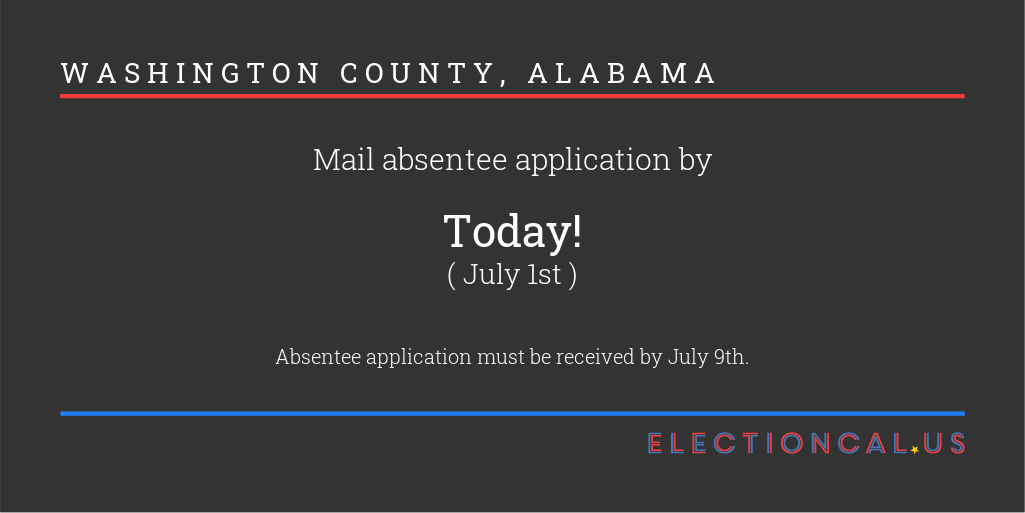 WASHINGTON COUNTY, ALABAMA
Mail absentee application by
Today!
( July 1st )
Absentee application must be received by July 9th.
ELECTIONCAL.US